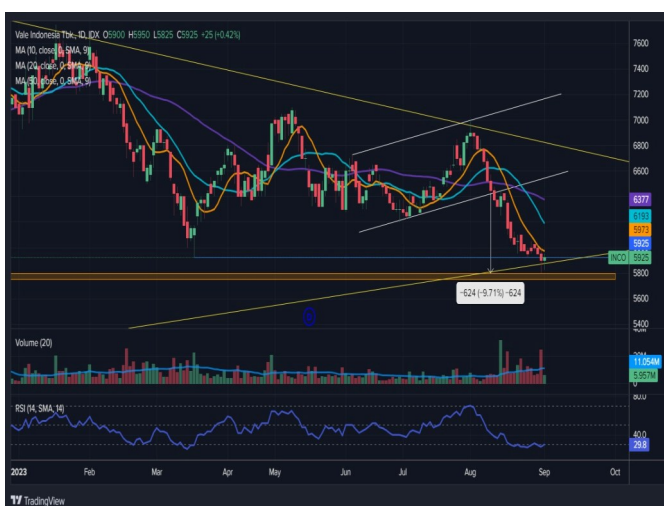 Vale Indonesia Tbk., 1D, IDX O5900 H5950 L5825 C5925 +25 (+0.42%)
MA (10, close, 0, SMA, 9)
MA (20, close, 0, SMA, 9)
MA (50, close, 0, SMA, 9)
7600
7400
7200
7000
6800
6600
6377
6193
5973
5925
INCO 5925
5800
5600
5400
−624 (−9.71%) −624
Volume (20)
11.054M
5.957M
0
RSI (14, SMA, 14)
80.0
40.0
29.8
2023 Feb Mar Apr May Jun Jul Aug Sep Oct
TradingView